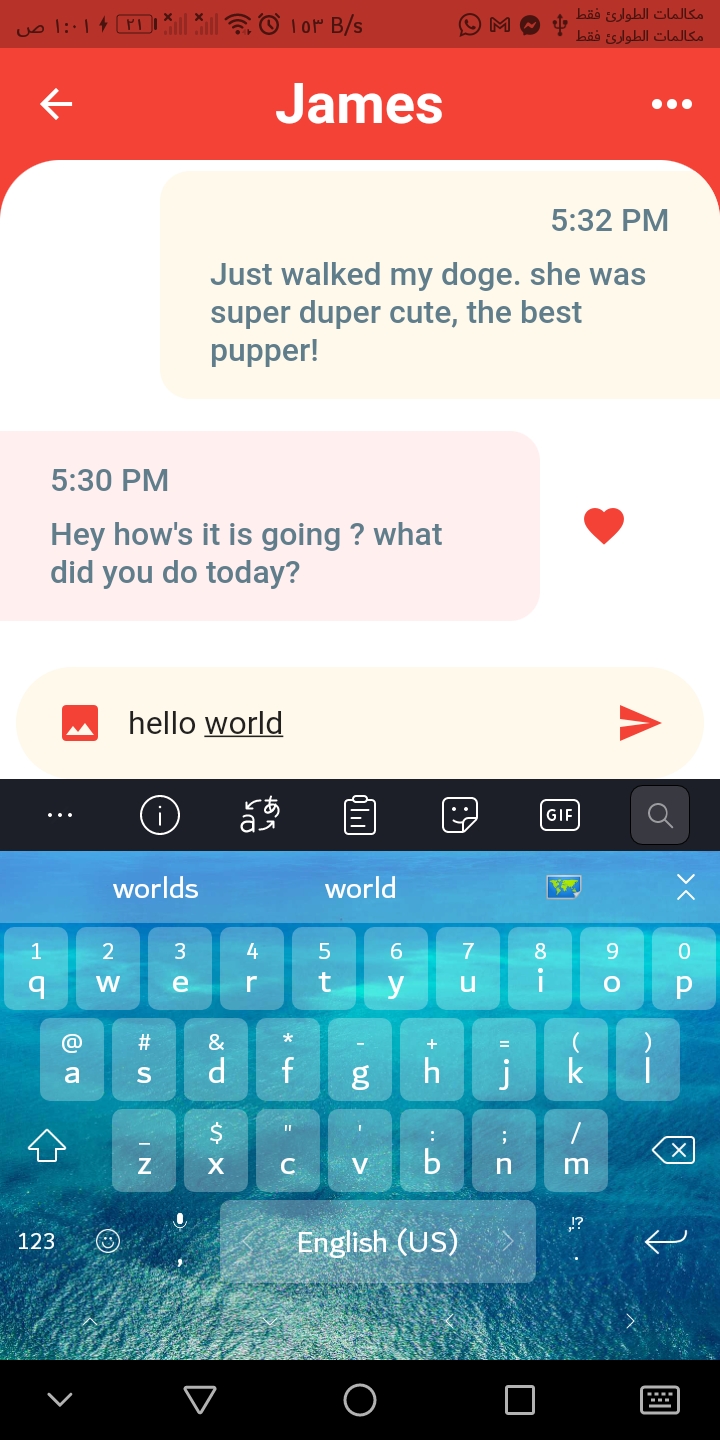 ص ١:٠١ ٢١ ١٥٣ B/s مكالمات الطوارئ فقط
مكالمات الطوارئ فقط
James
5:32 PM
Just walked my doge. she was
super duper cute, the best
pupper!
5:30 PM
Hey how's it is going ? what
did you do today?
hello world
GIF
worlds world
1 2 3 4 5 6 7 8 9 0
q w e r t y u i o p
@ # & * - + = ( )
a s d f g h j k l
_ $ " ' : ; /
z x c v b n m
123 , English (US) ,!? .